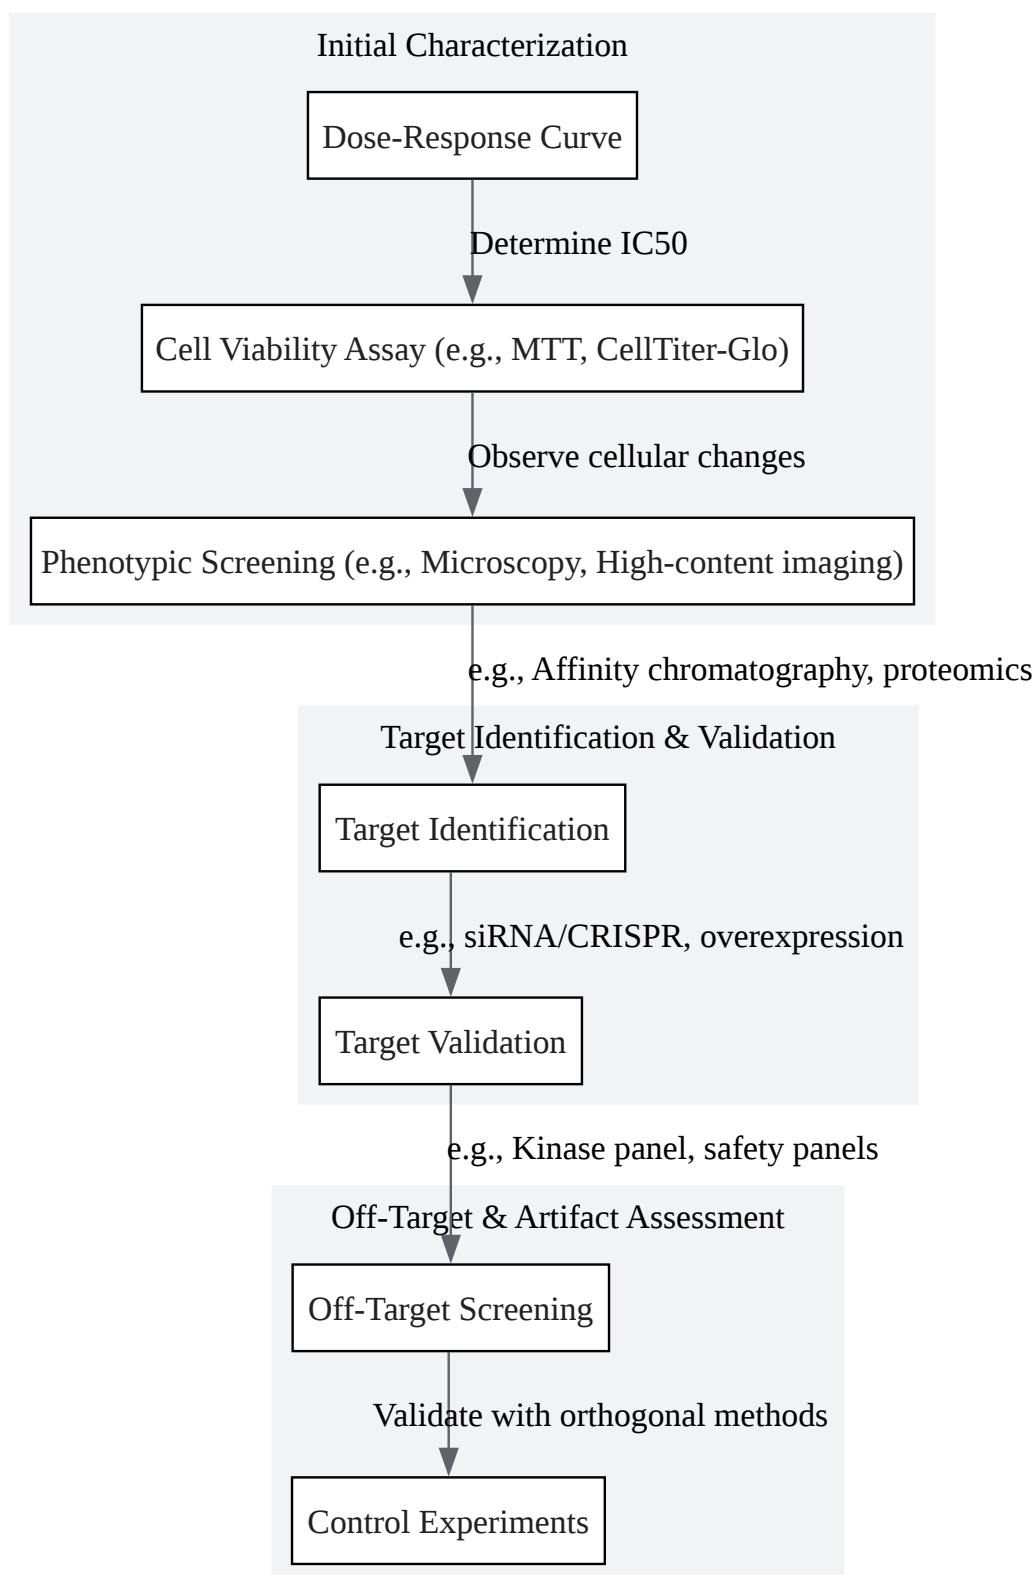 Initial Characterization
Dose-Response Curve
Determine IC50
Cell Viability Assay (e.g., MTT, CellTiter-Glo)
Observe cellular changes
Phenotypic Screening (e.g., Microscopy, High-content imaging)
e.g., Affinity chromatography, proteomics
Target Identification & Validation
Target Identification
e.g., siRNA/CRISPR, overexpression
Target Validation
e.g., Kinase panel, safety panels
Off-Target & Artifact Assessment
Off-Target Screening
Validate with orthogonal methods
Control Experiments